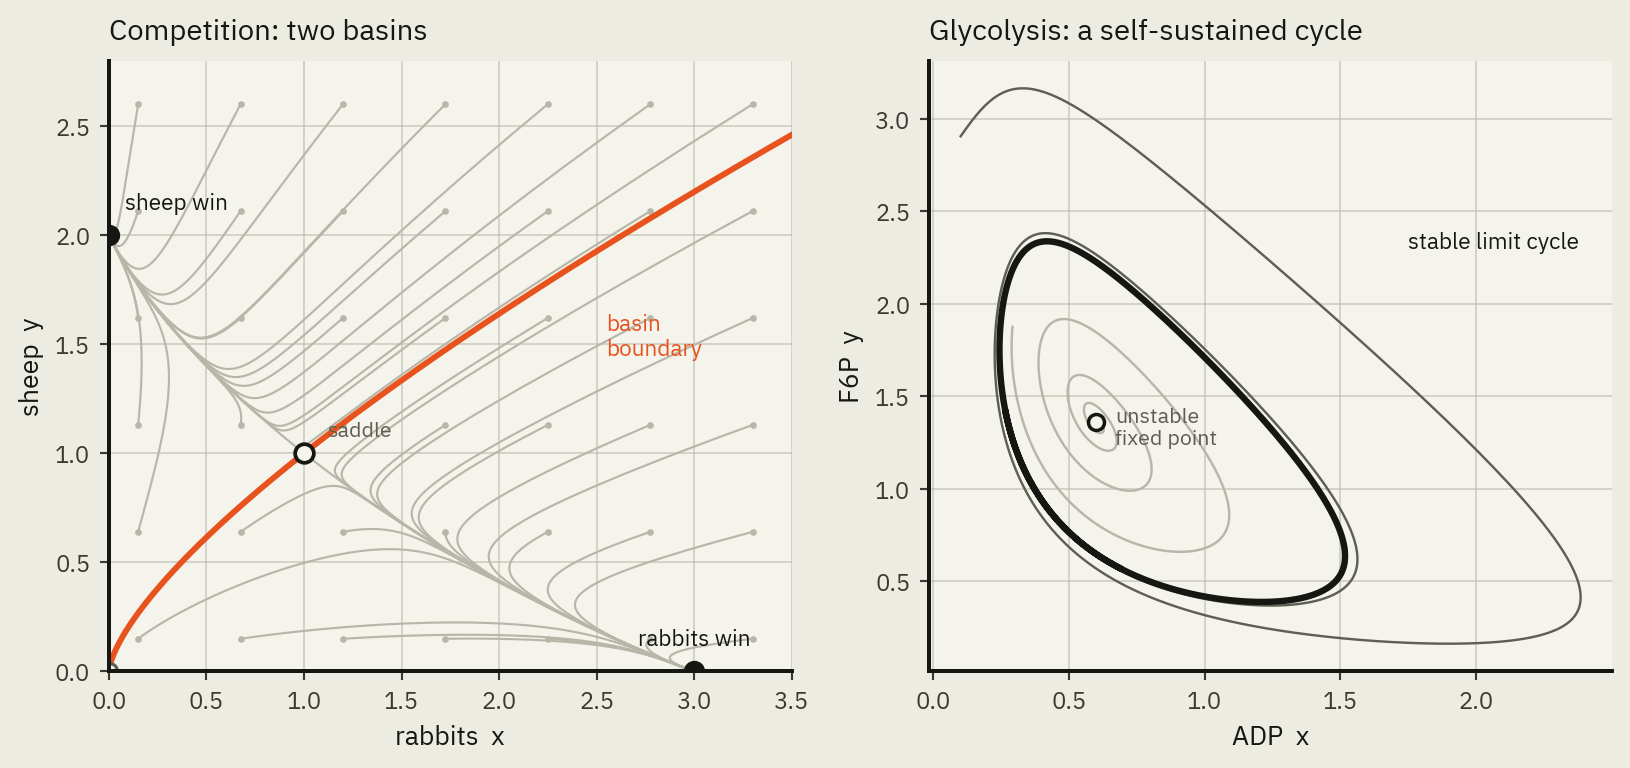 Competition: two basins
2.5
2.0
1.5
1.0
0.5
0.0
sheep y
sheep win
basin
boundary
saddle
rabbits win
0.0
0.5
1.0
1.5
2.0
2.5
3.0
3.5
rabbits x
Glycolysis: a self-sustained cycle
3.0
2.5
2.0
1.5
1.0
0.5
F6P y
stable limit cycle
unstable
fixed point
0.0
0.5
1.0
1.5
2.0
ADP x